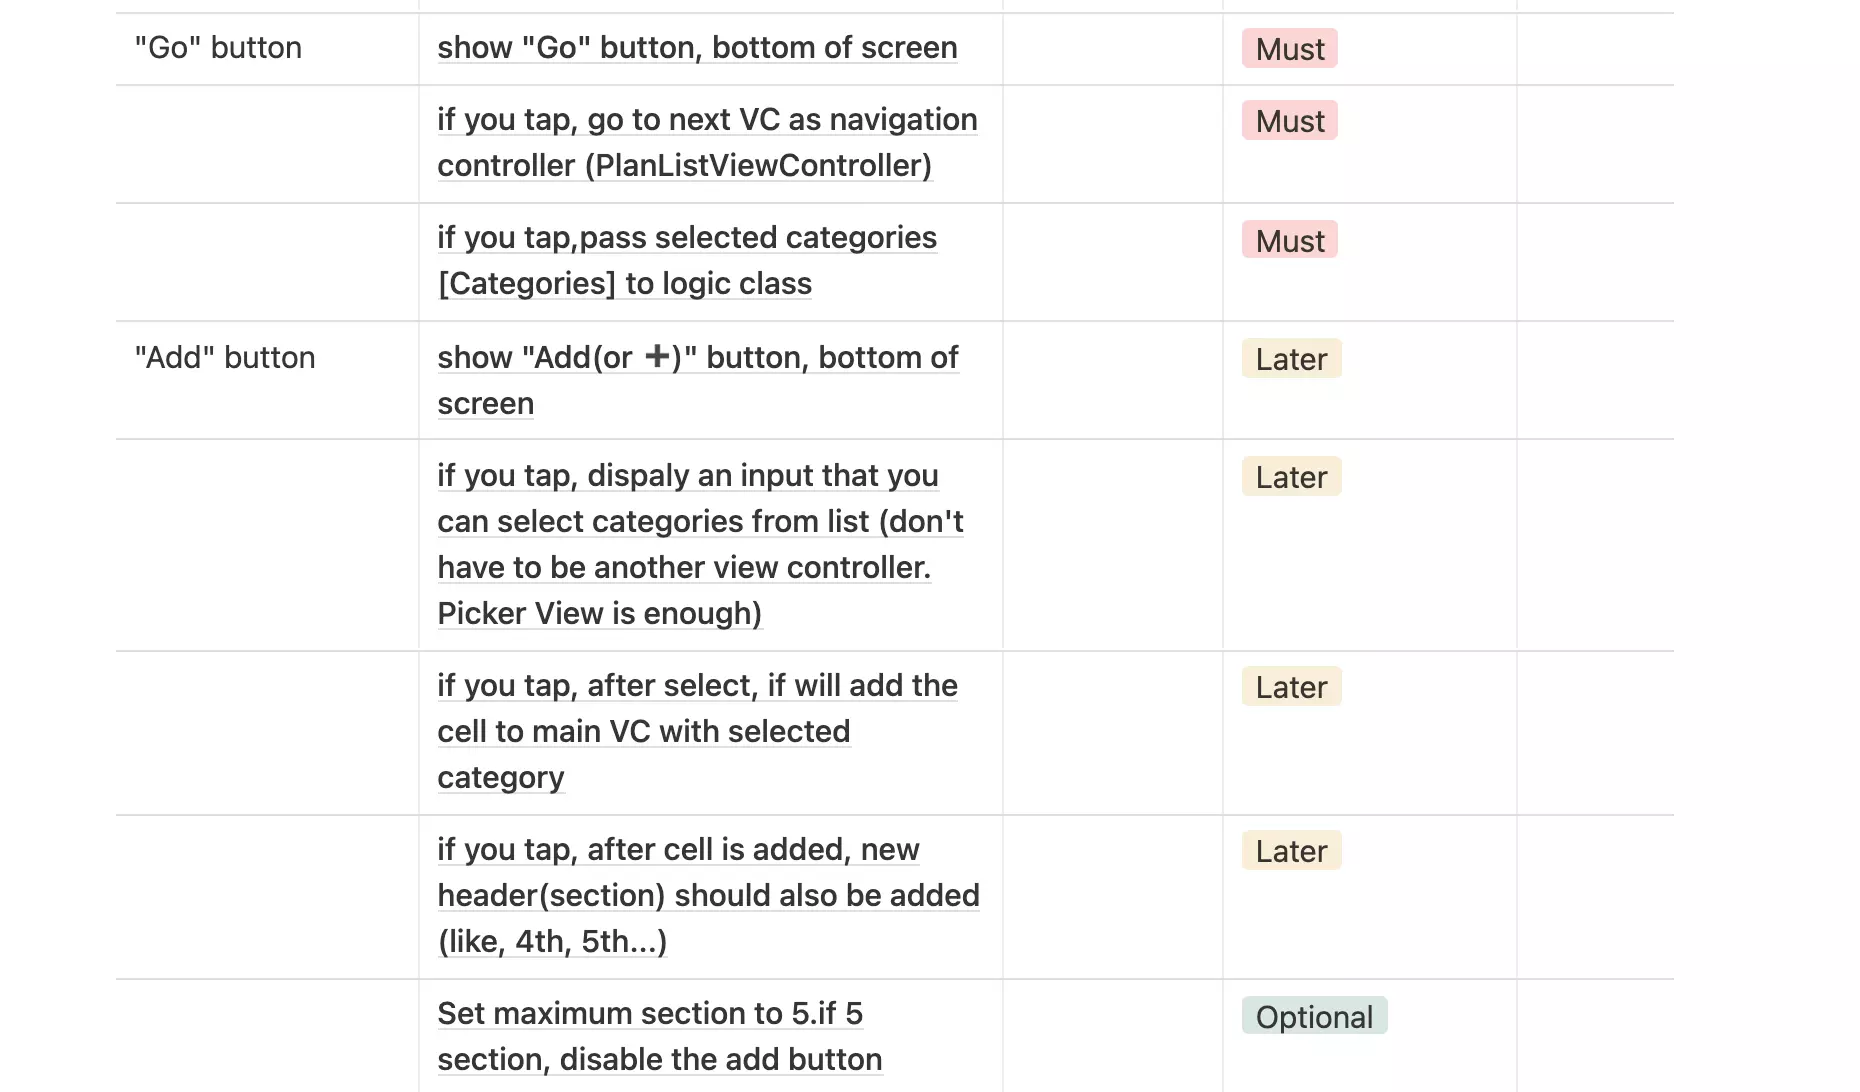 "Go" button
show "Go" button, bottom of screen
Must
if you tap, go to next VC as navigation
controller (PlanListViewController)
Must
if you tap,pass selected categories
[Categories] to logic class
Must
"Add" button
show "Add(or ➕)" button, bottom of
screen
Later
if you tap, dispaly an input that you
can select categories from list (don't
have to be another view controller.
Picker View is enough)
Later
if you tap, after select, if will add the
cell to main VC with selected
category
Later
if you tap, after cell is added, new
header(section) should also be added
(like, 4th, 5th...)
Later
Set maximum section to 5.if 5
section, disable the add button
Optional